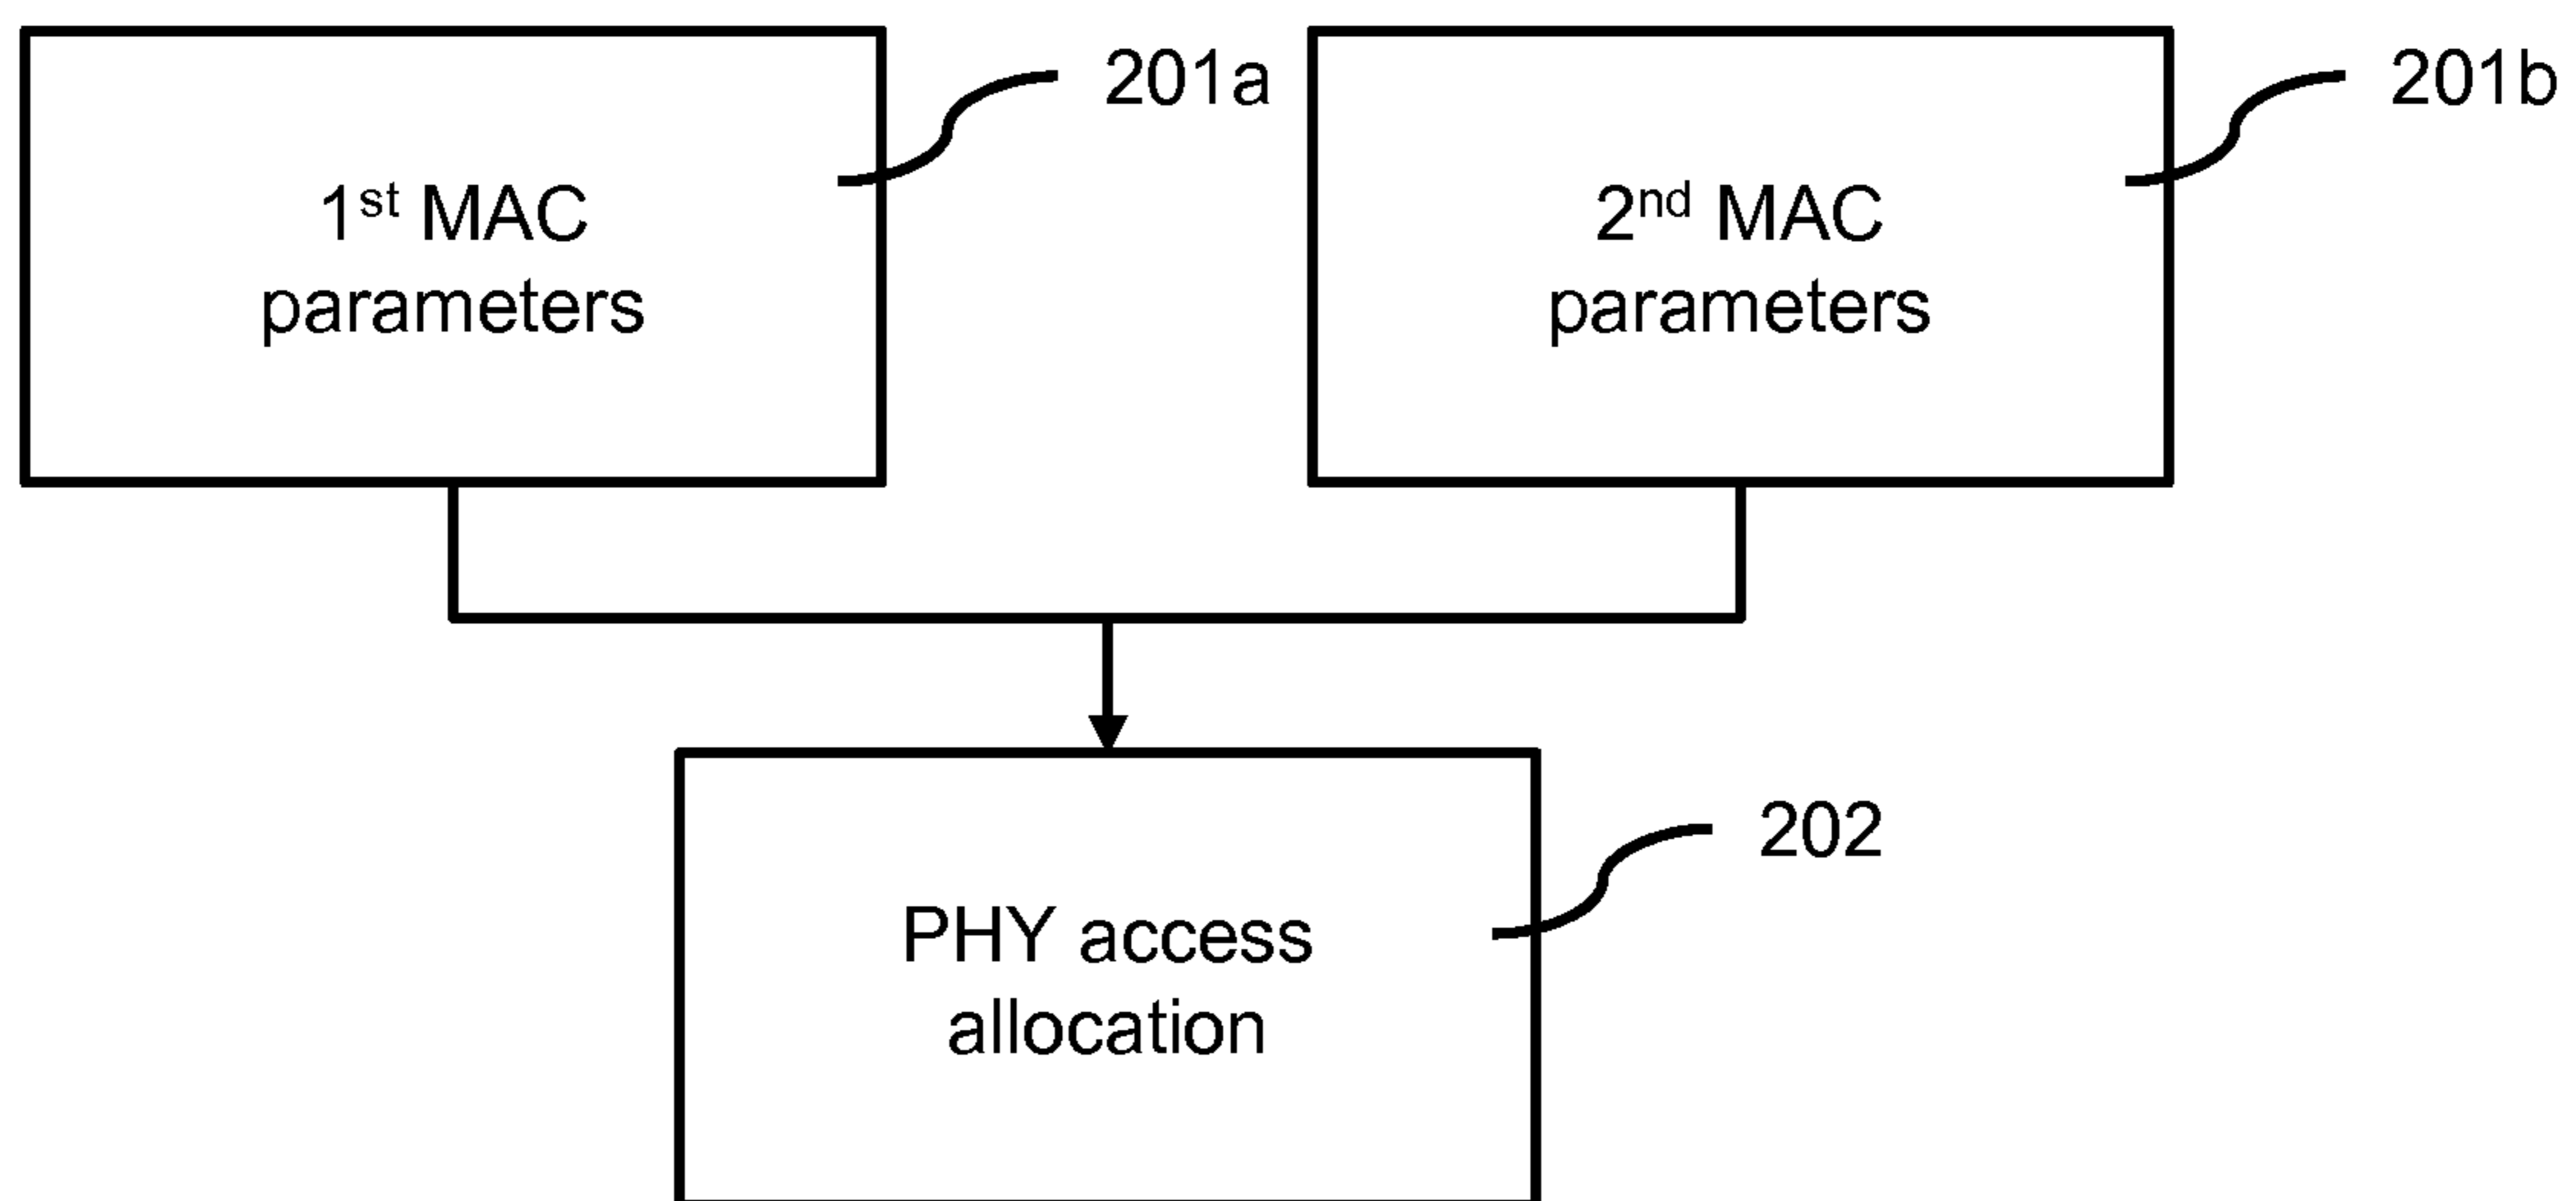 201a
201b
1st MAC
parameters
2nd MAC
parameters
202
PHY access
allocation